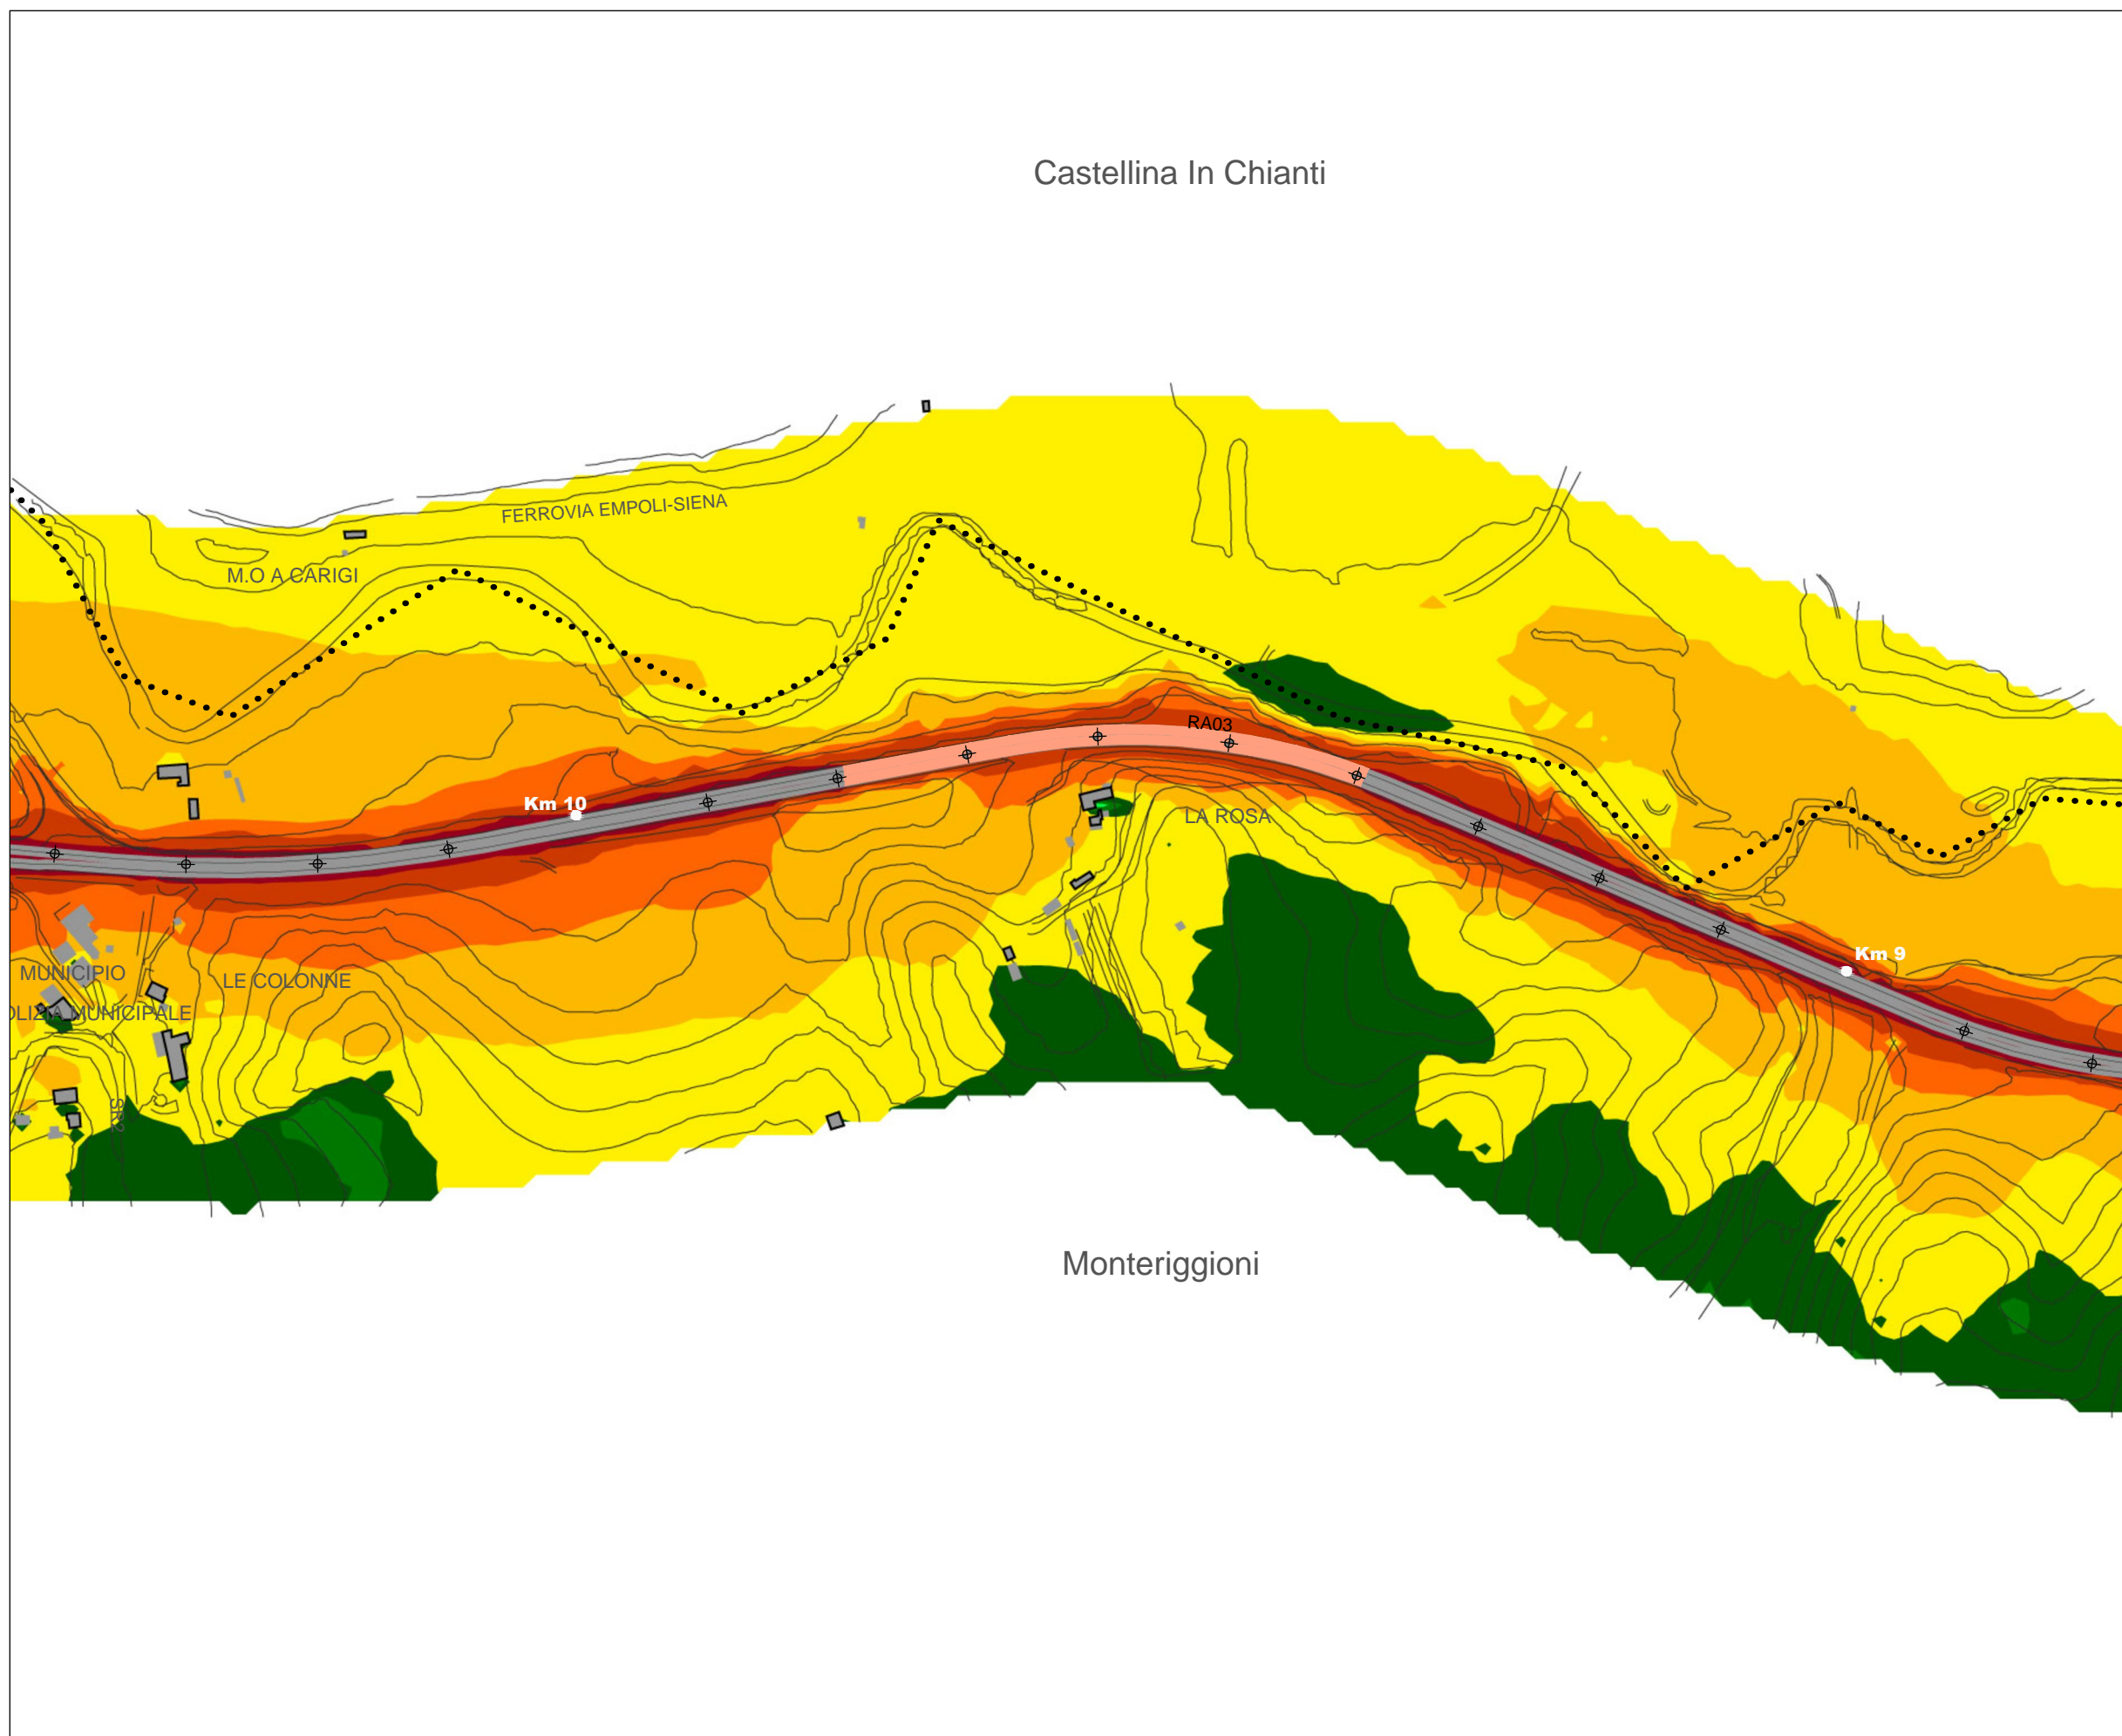 Castellina In Chianti
FERROVIA EMPOLI-SIENA
M.O A CARIGI
RA03
Km 10
LA ROSA
Km 9
MUNICIPIO
LE COLONNE
OLIZIA MUNICIPALE
SR2
Monteriggioni